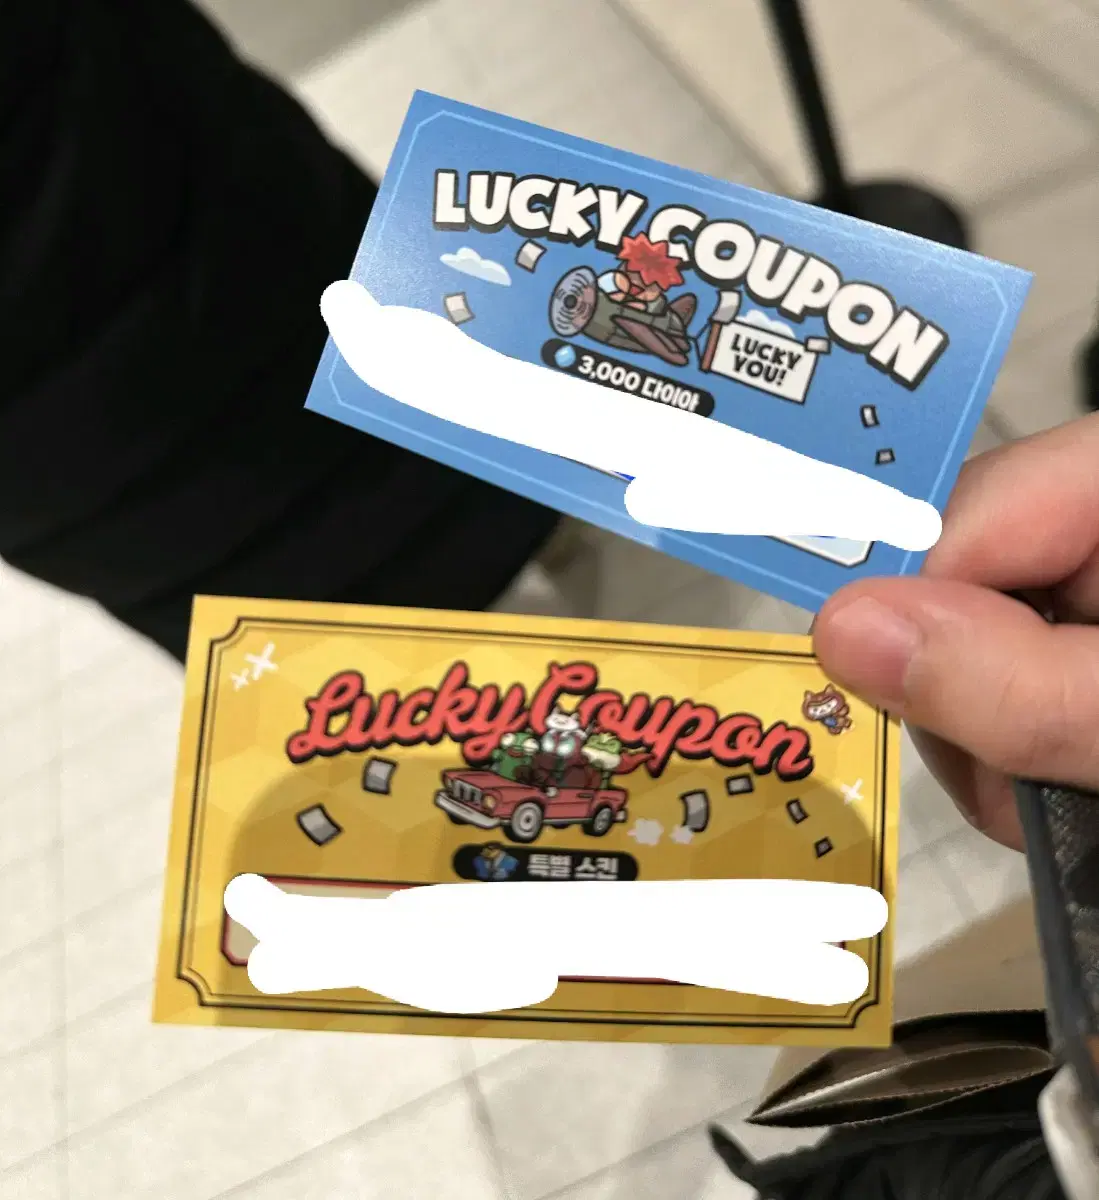 LUCKY COUPON
LUCKY
YOU!
3,000 다이아
Lucky Coupon
특별 스킨